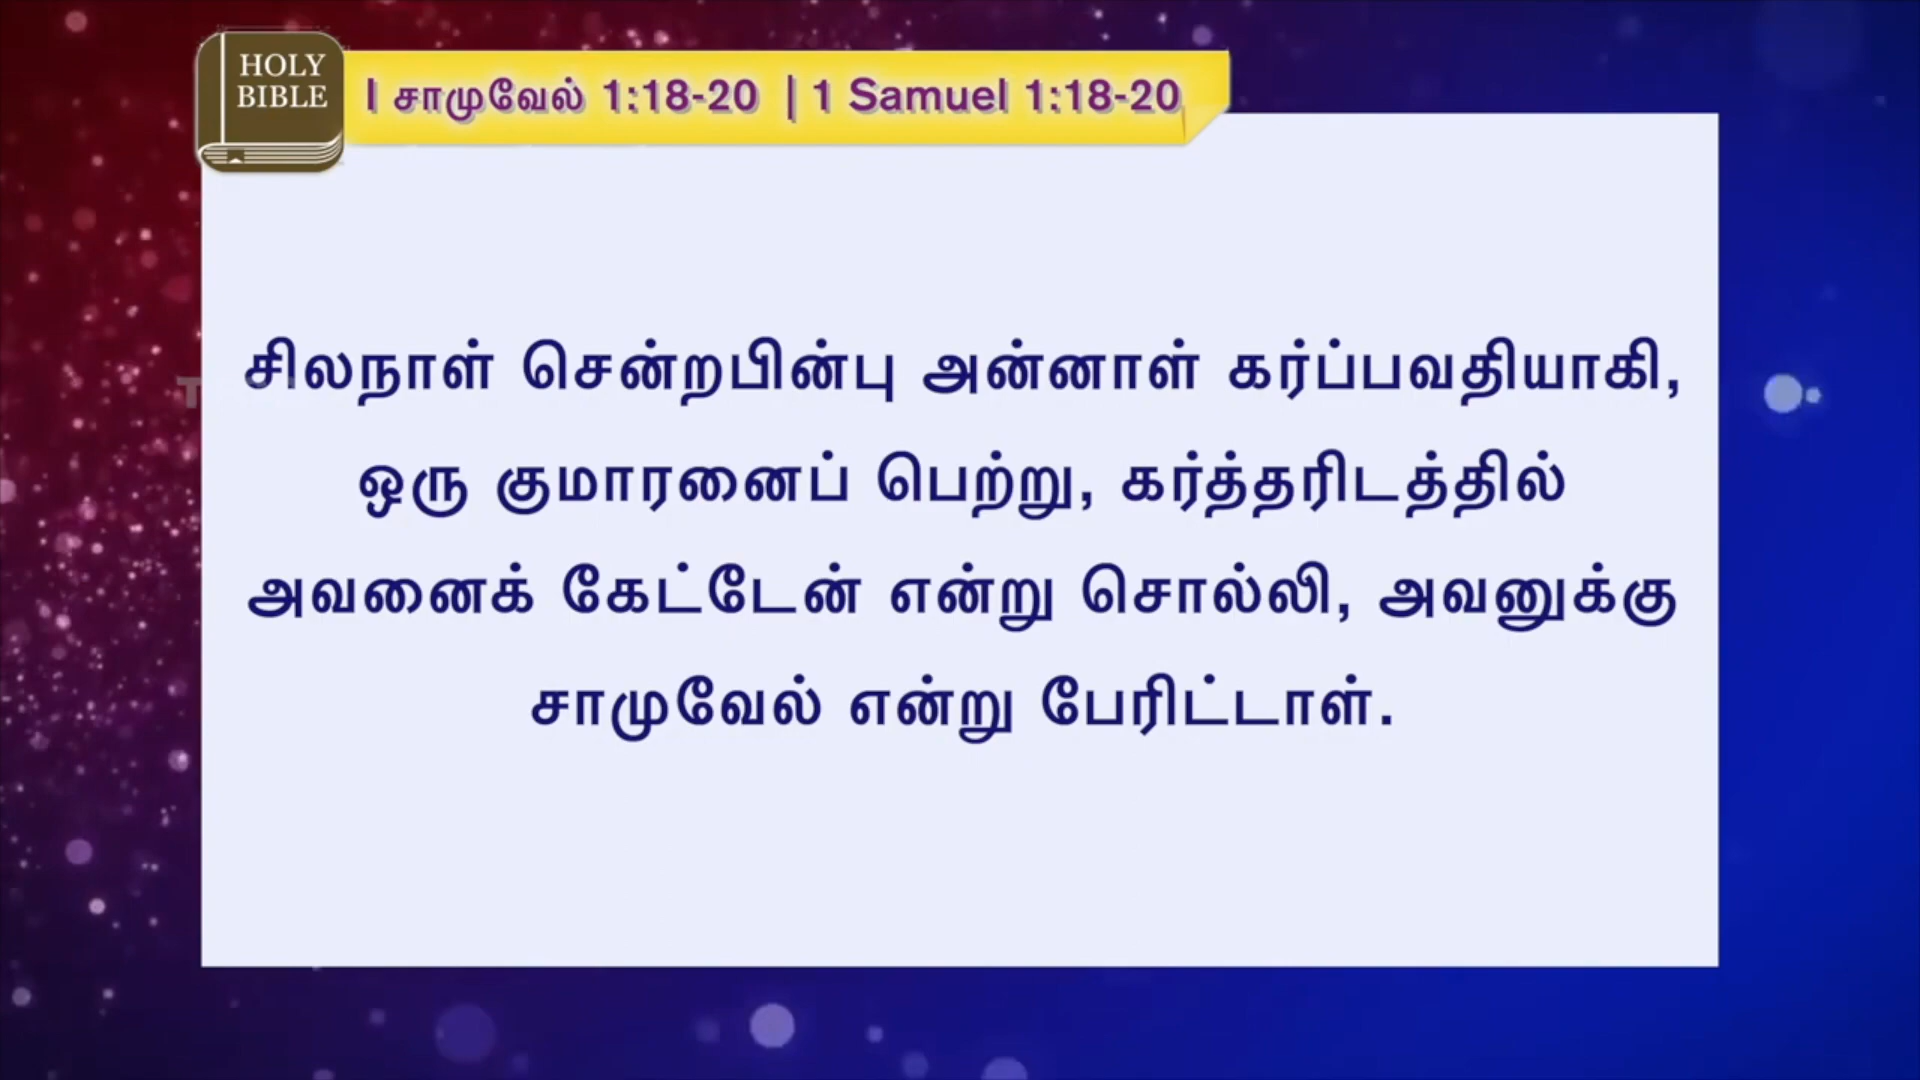 HOLY
BIBLE
I சாமுவேல் 1:18-20 | 1 Samuel 1:18-20
சிலநாள் சென்றபின்பு அன்னாள் கர்ப்பவதியாகி,
ஒரு குமாரனைப் பெற்று, கர்த்தரிடத்தில்
அவனைக் கேட்டேன் என்று சொல்லி, அவனுக்கு
சாமுவேல் என்று பேரிட்டாள்.